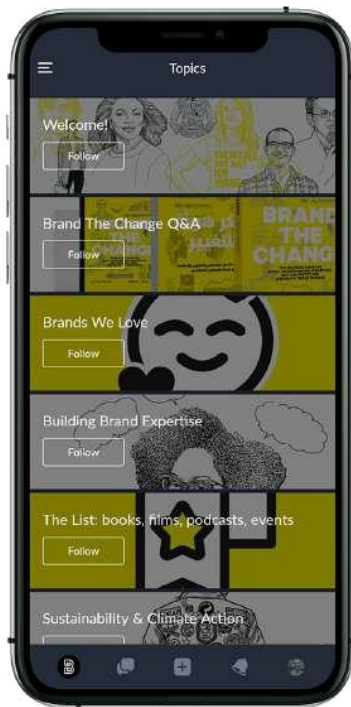 Topics
Welcome!
Follow
Brand The Change Q&A
Follow
BRAND
THE
CHANGE
Brands We Love
Follow
Building Brand Expertise
Follow
The List: books, films, podcasts, events
Follow
Sustainability & Climate Action